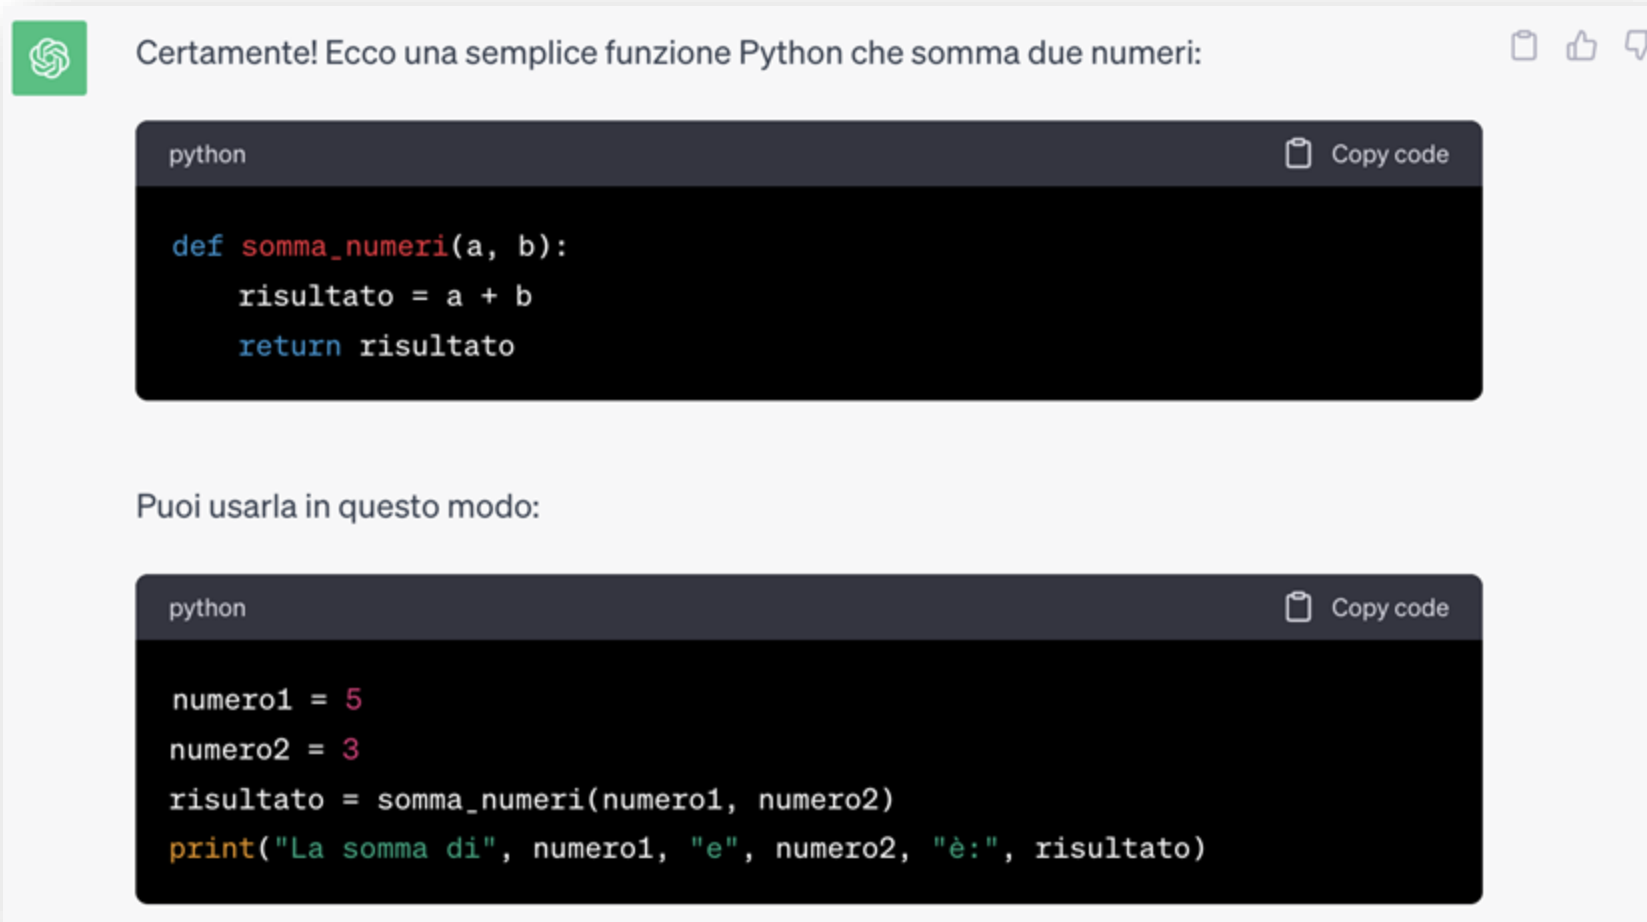 Certamente! Ecco una semplice funzione Python che somma due numeri:
python
Copy code
def somma_numeri(a, b):
    risultato = a + b
    return risultato
Puoi usarla in questo modo:
python
Copy code
numero1 = 5
numero2 = 3
risultato = somma_numeri(numero1, numero2)
print("La somma di", numero1, "e", numero2, "è:", risultato)